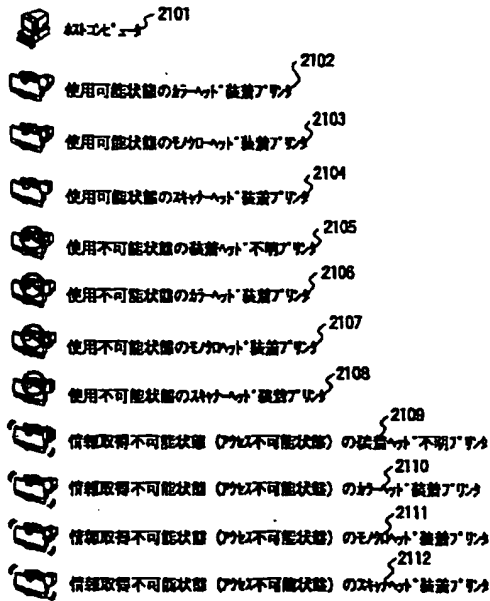 ホストコンピュータ 2101
使用可能状態のカラーヘッド装着プリンタ 2102
使用可能状態のモノクローヘッド装着プリンタ 2103
使用可能状態のスキャナーヘッド装着プリンタ 2104
使用不可能状態の装着ヘッド不明プリンタ 2105
使用不可能状態のカラーヘッド装着プリンタ 2106
使用不可能状態のモノクロヘッド装着プリンタ 2107
使用不可能状態のスキャナーヘッド装着プリンタ 2108
情報取得不可能状態（アクセス不可能状態）の装着ヘッド不明プリンタ 2109
情報取得不可能状態（アクセス不可能状態）のカラーヘッド装着プリンタ 2110
情報取得不可能状態（アクセス不可能状態）のモノクロヘッド装着プリンタ 2111
情報取得不可能状態（アクセス不可能状態）のスキャナヘッド装着プリンタ 2112